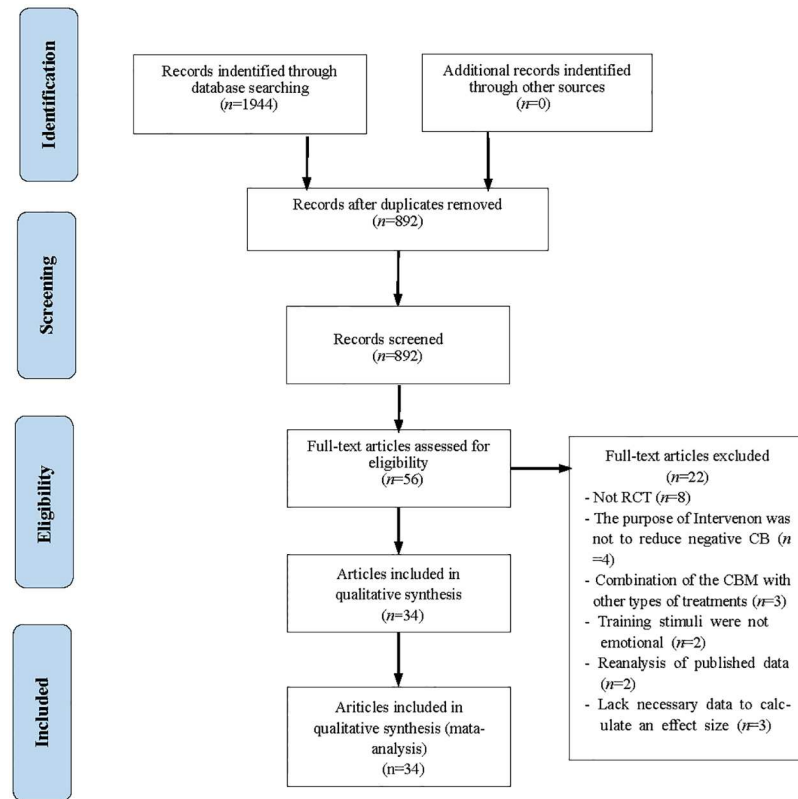 Identification
Records indentified through
database searching
(n=1944)
Additional records indentified
through other sources
(n=0)
Records after duplicates removed
(n=892)
Screening
Records screened
(n=892)
Eligibility
Full-text articles assessed for
eligibility
(n=56)
Full-text articles excluded
(n=22)
- Not RCT (n=8)
- The purpose of Intervenon was
not to reduce negative CB (n
=4)
- Combination of the CBM with
other types of treatments (n=3)
- Training stimuli were not
emotional (n=2)
- Reanalysis of published data
(n=2)
- Lack necessary data to calc-
ulate an effect size (n=3)
Articles included in
qualitative synthesis
(n=34)
Included
Ariticles included in
qualitative synthesis (mata-
analysis)
(n=34)